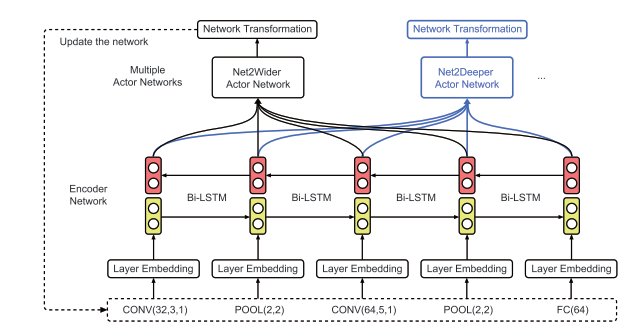 Network Transformation
Network Transformation
Update the network
Multiple
Actor Networks
Net2Wider
Actor Network
Net2Deeper
Actor Network
...
Encoder
Network
Bi-LSTM
Bi-LSTM
Bi-LSTM
Bi-LSTM
Layer Embedding
Layer Embedding
Layer Embedding
Layer Embedding
Layer Embedding
CONV(32,3,1)
POOL(2,2)
CONV(64,5,1)
POOL(2,2)
FC(64)